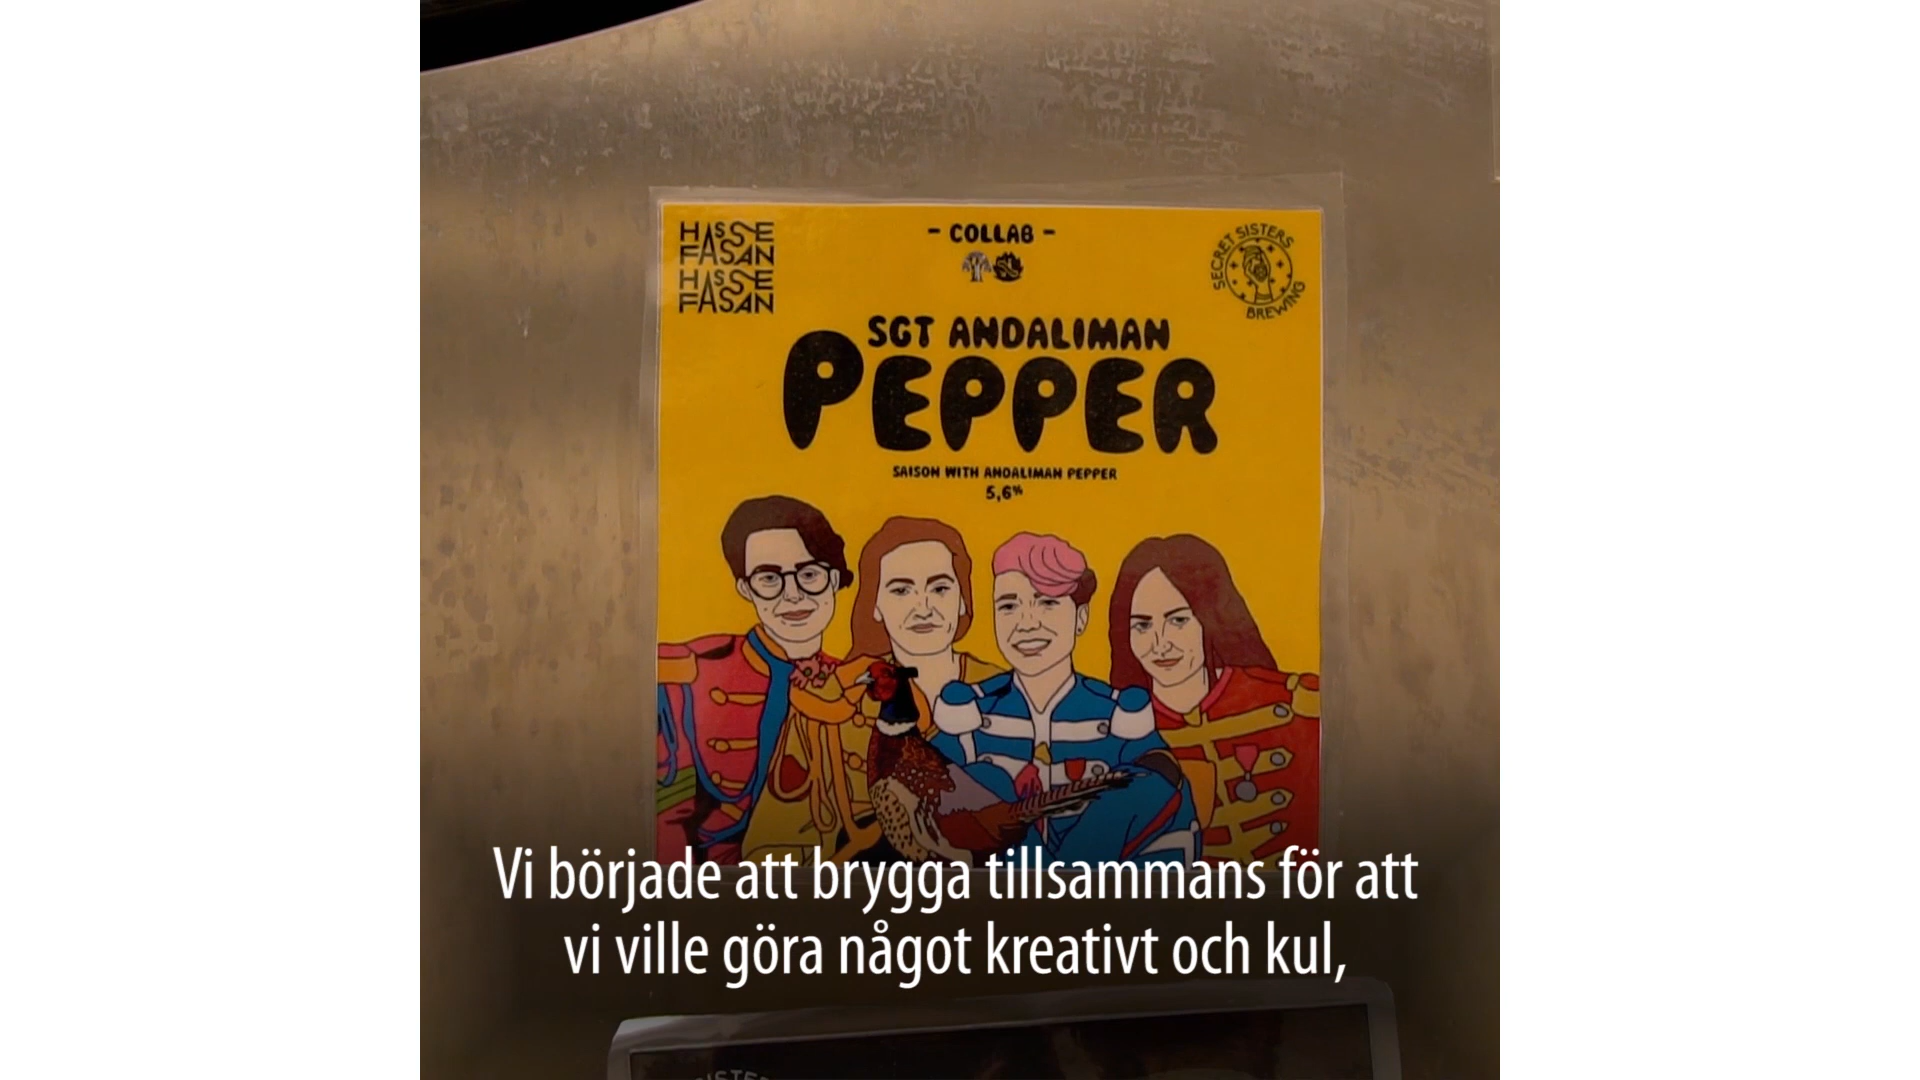 HASSE
FASAN
HASSE
FASAN
- COLLAB -
SECRET SISTERS
BREWING
SGT ANDALIMAN
PEPPER
SAISON WITH ANDALIMAN PEPPER
5,6%
Vi började att brygga tillsammans för att
vi ville göra något kreativt och kul,